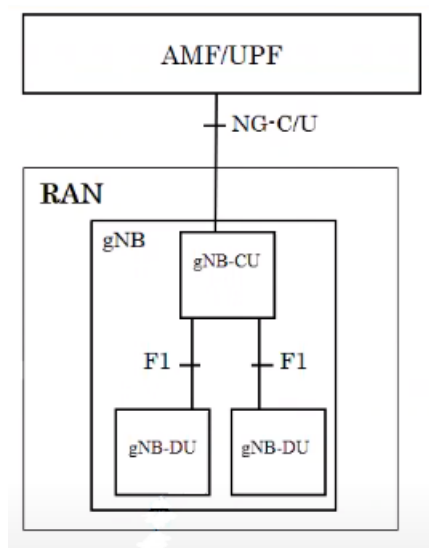 AMF/UPF
NG-C/U
RAN
gNB
gNB-CU
F1
F1
gNB-DU
gNB-DU